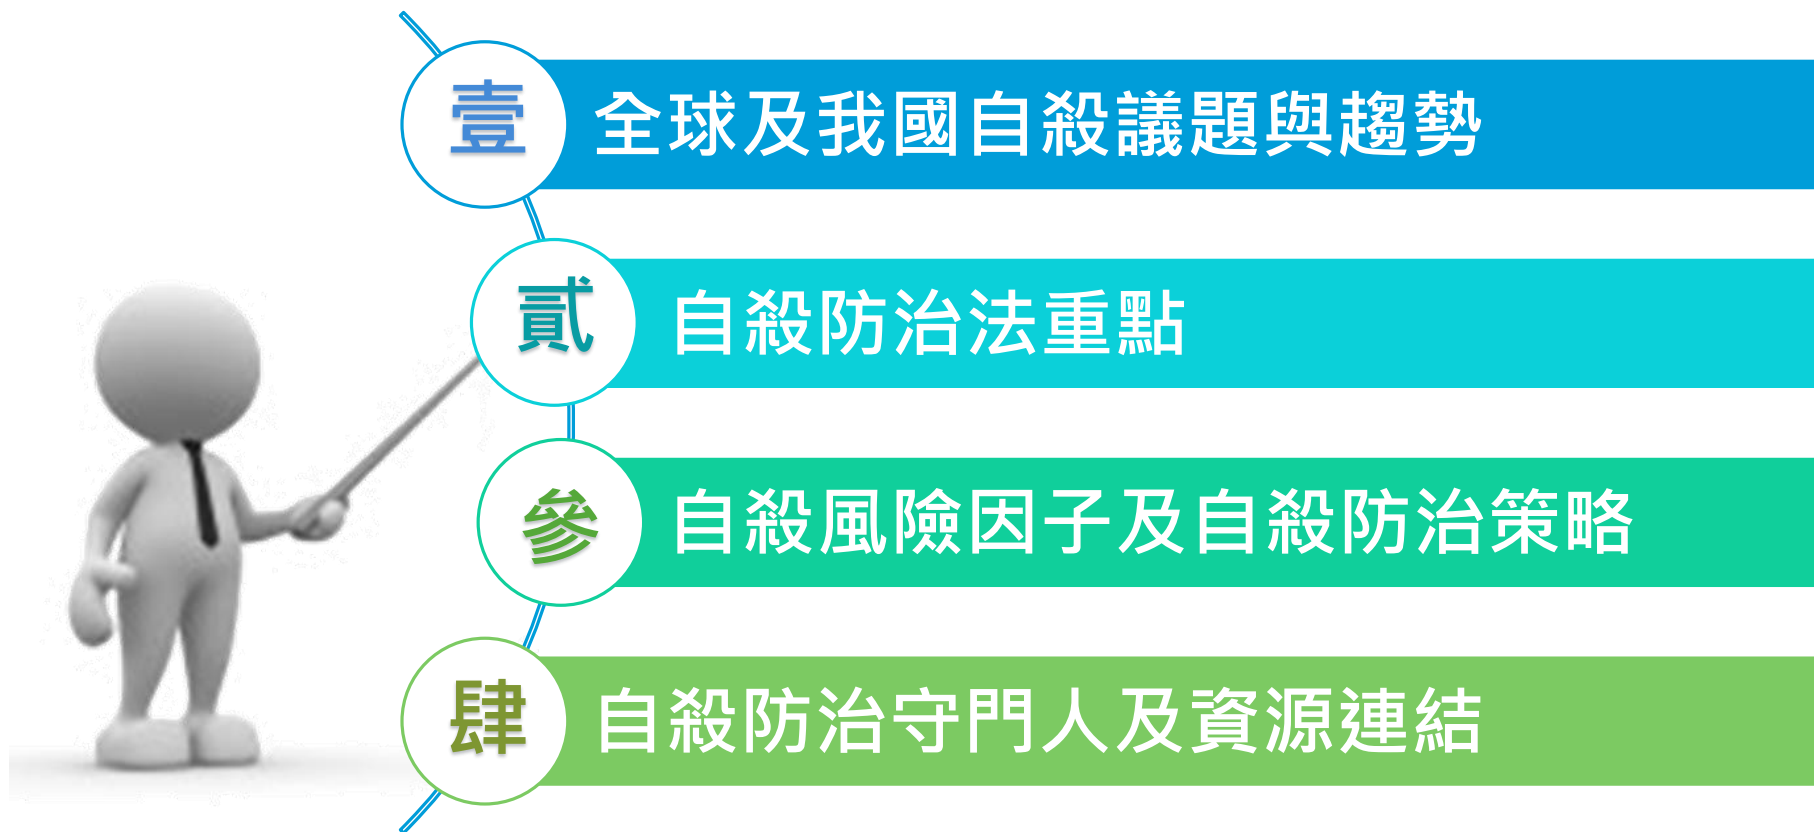 壹 全球及我國自殺議題與趨勢
貳 自殺防治法重點
參 自殺風險因子及自殺防治策略
肆 自殺防治守門人及資源連結